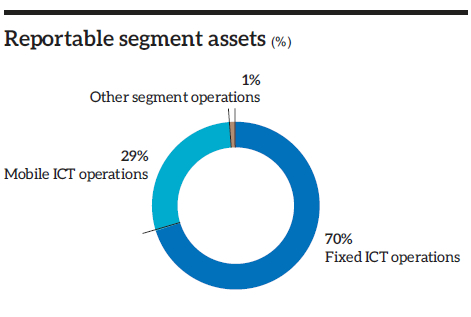 Reportable segment assets (%)
1%
Other segment operations
29%
Mobile ICT operations
70%
Fixed ICT operations